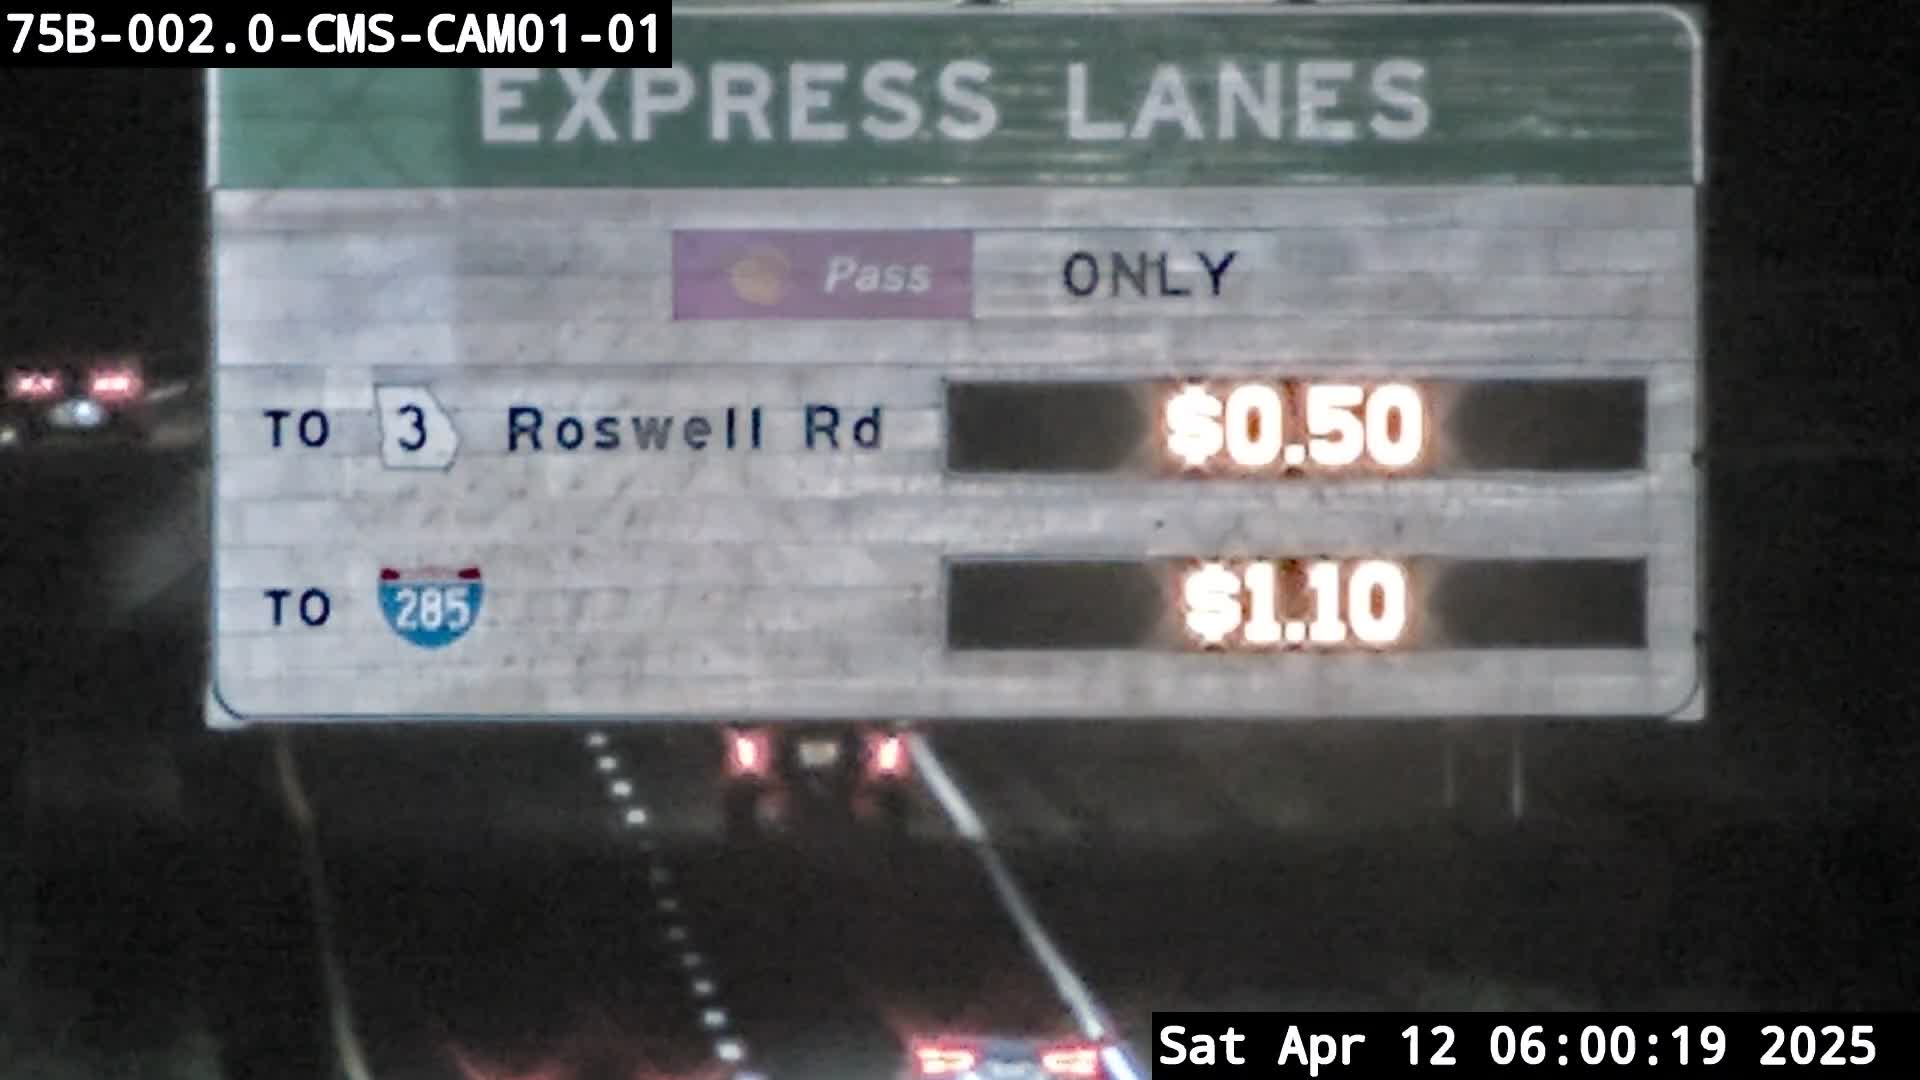 75B-002.0-CMS-CAM01-01
EXPRESS LANES
Pass ONLY
TO 3 Roswell Rd $0.50
TO 285 $1.10
Sat Apr 12 06:00:19 2025